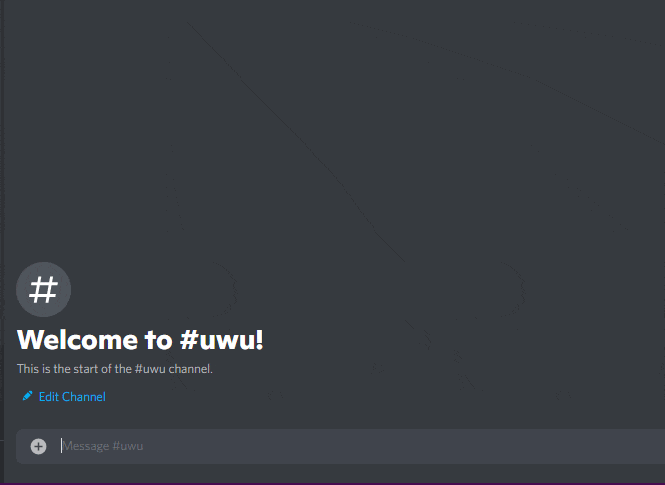 #
Welcome to #uwu!
This is the start of the #uwu channel.
Edit Channel
Message #uwu